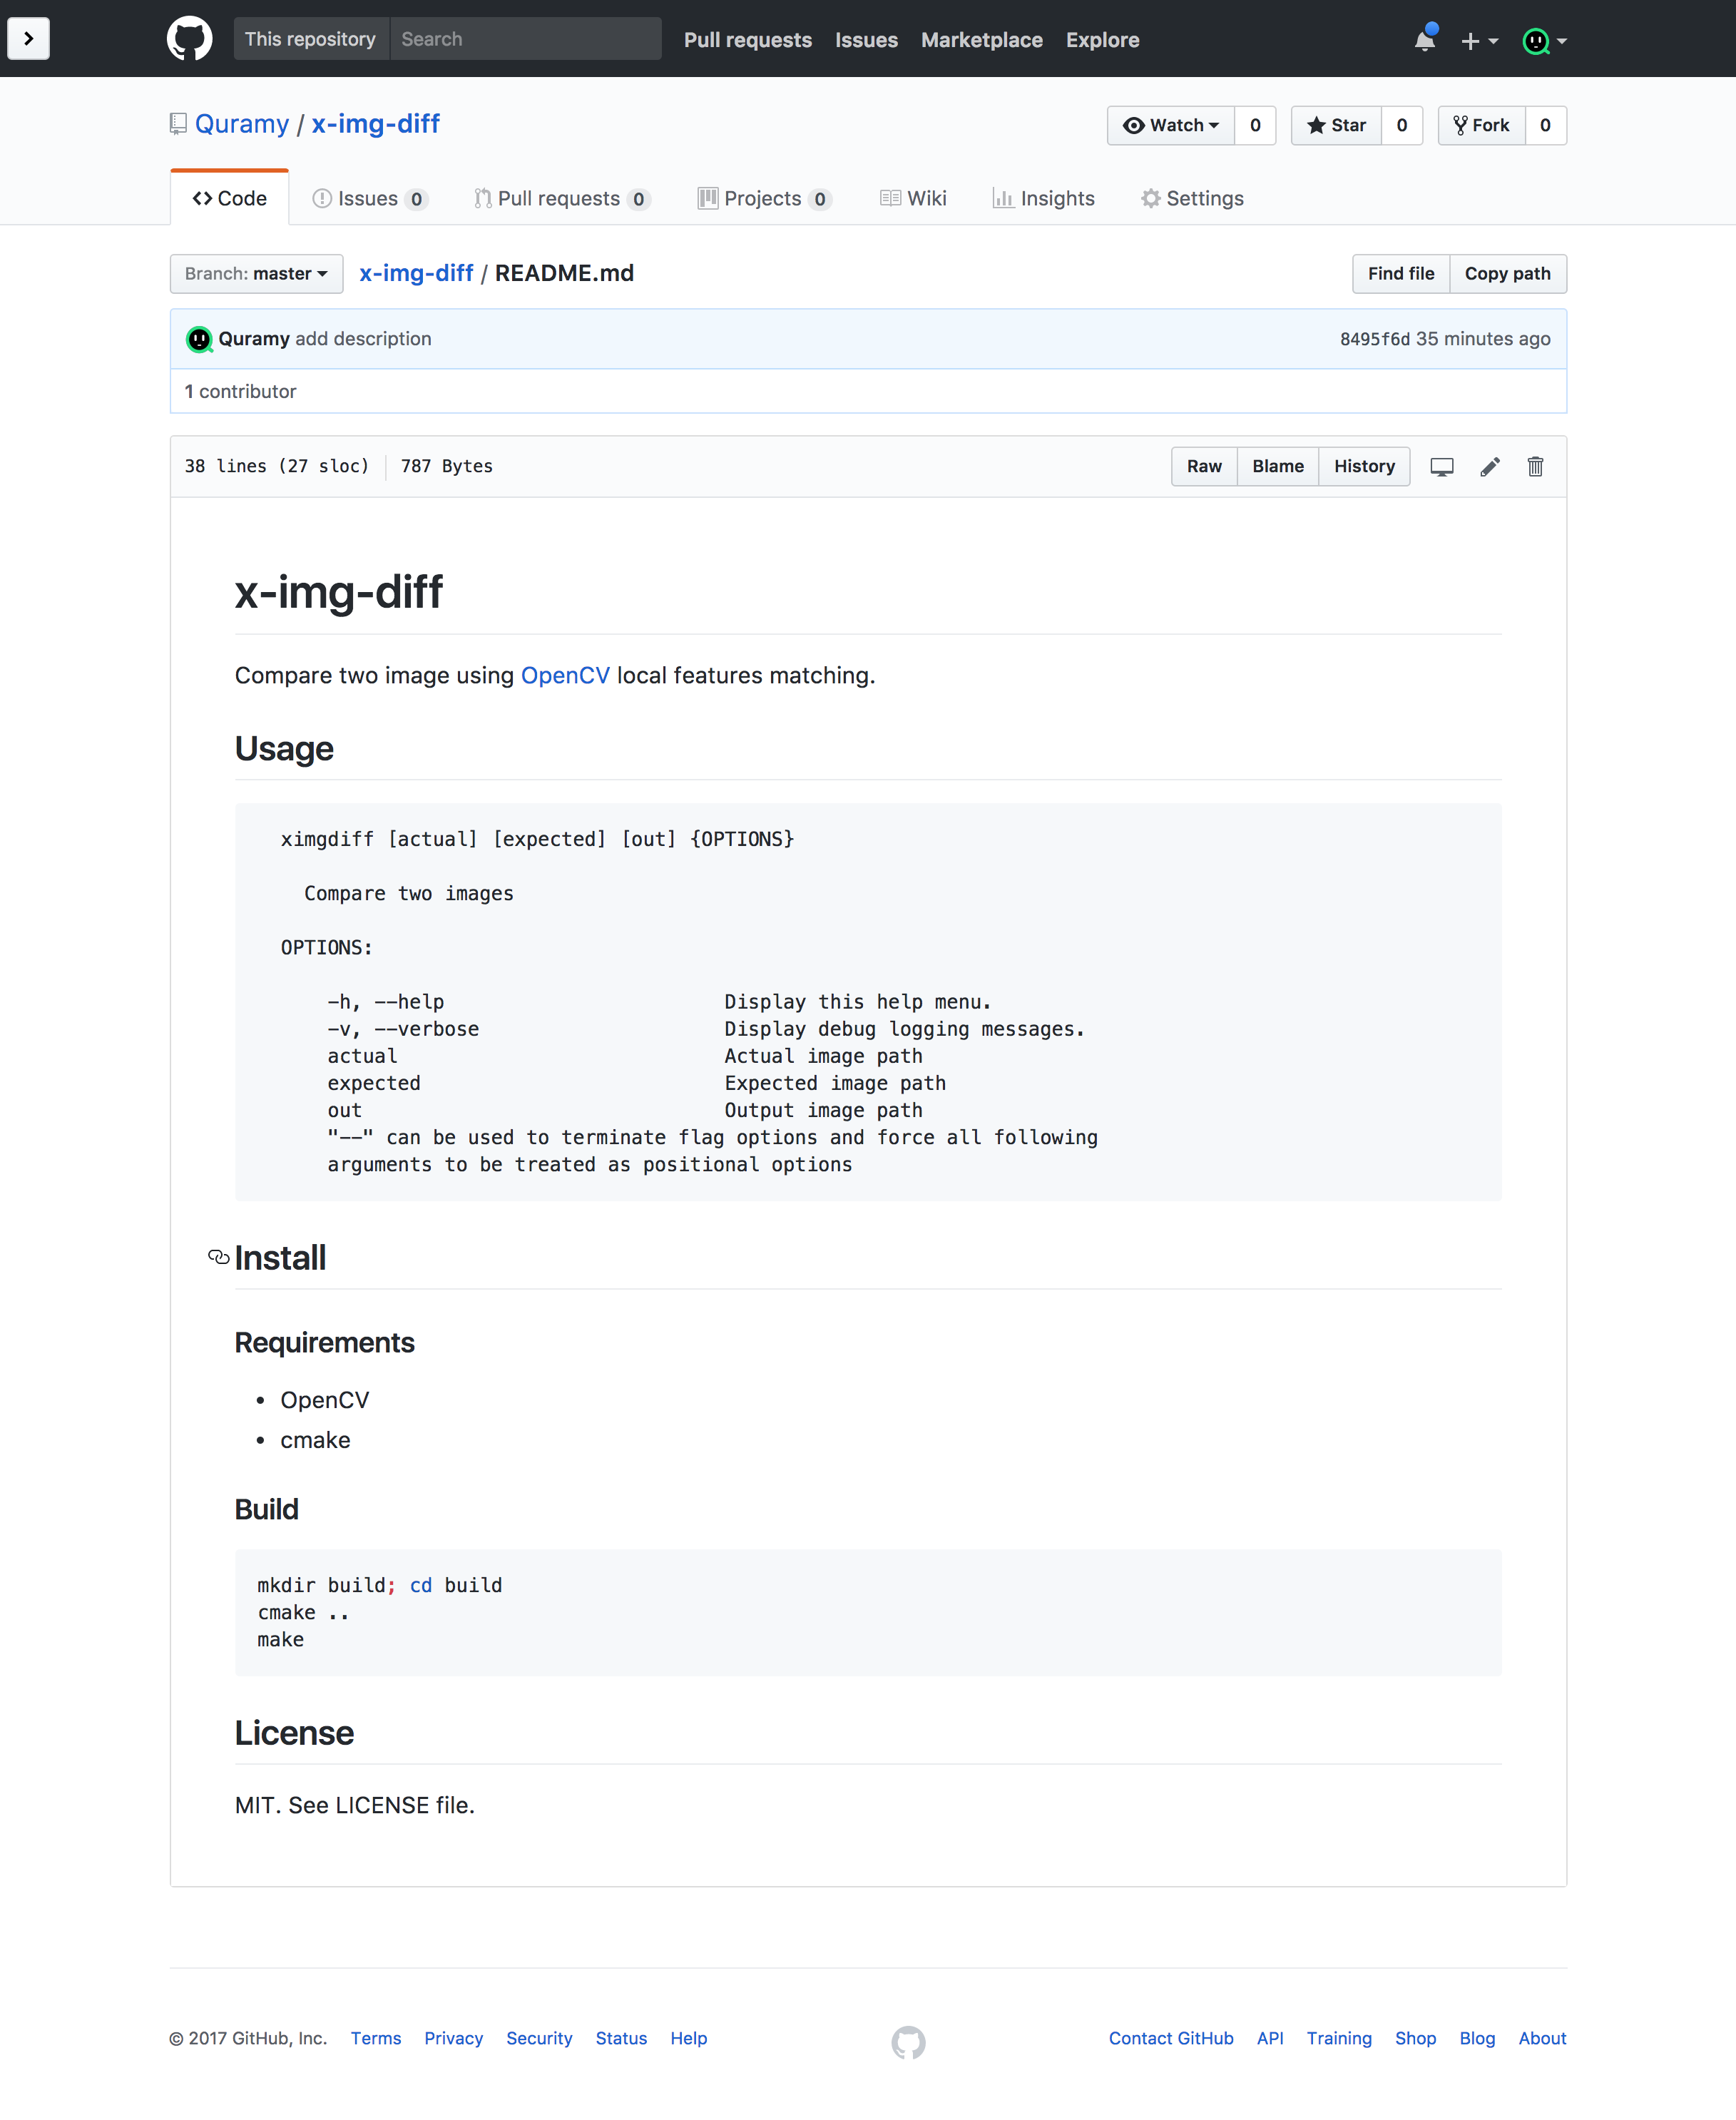 This repository Search Pull requests Issues Marketplace Explore
Quramy / x-img-diff
Watch 0 Star 0 Fork 0
Code Issues 0 Pull requests 0 Projects 0 Wiki Insights Settings
Branch: master x-img-diff / README.md Find file Copy path
Quramy add description 8495f6d 35 minutes ago
1 contributor
38 lines (27 sloc) 787 Bytes Raw Blame History
x-img-diff
Compare two image using OpenCV local features matching.
Usage
ximgdiff [actual] [expected] [out] {OPTIONS}
Compare two images
OPTIONS:
-h, --help Display this help menu.
-v, --verbose Display debug logging messages.
actual Actual image path
expected Expected image path
out Output image path
"--" can be used to terminate flag options and force all following
arguments to be treated as positional options
Install
Requirements
• OpenCV
• cmake
Build
mkdir build; cd build
cmake ..
make
License
MIT. See LICENSE file.
© 2017 GitHub, Inc. Terms Privacy Security Status Help Contact GitHub API Training Shop Blog About